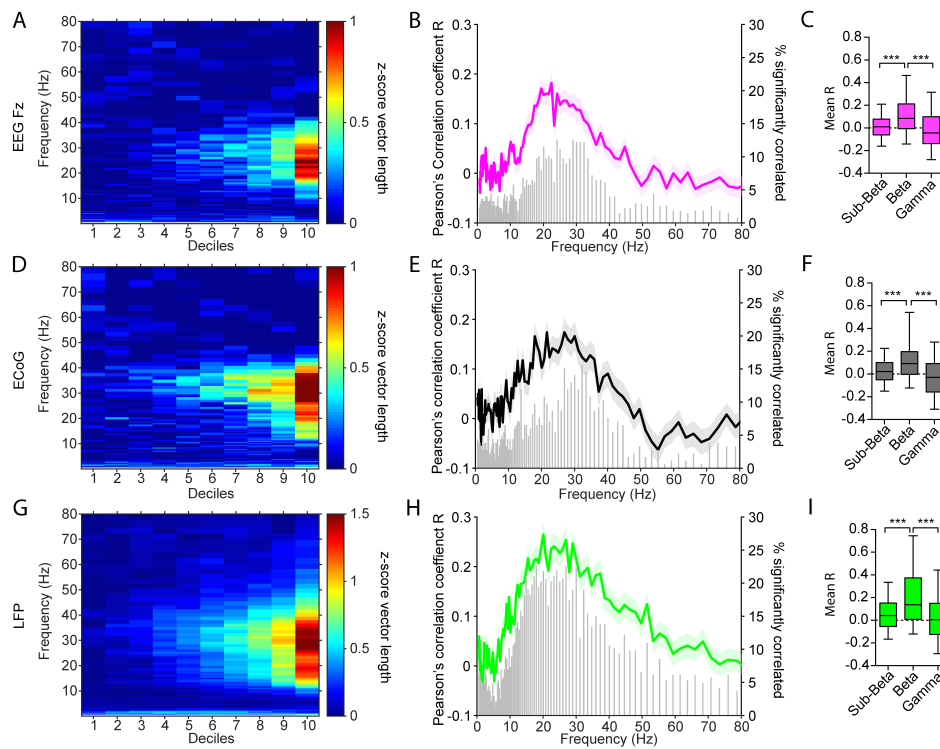 A
EEG Fz
Frequency (Hz)
80
70
60
50
40
30
20
10
1 2 3 4 5 6 7 8 9 10
Deciles
1
0.5
0
z-score vector length
B
Pearson's Correlation coefficent R
0.3
0.2
0.1
0
-0.1
0 10 20 30 40 50 60 70 80
Frequency (Hz)
30
25
20
15
10
5
0
% significantly correlated
C
Mean R
0.8
0.6
0.4
0.2
0.0
-0.2
-0.4
*** ***
Sub-Beta
Beta
Gamma
D
ECoG
Frequency (Hz)
80
70
60
50
40
30
20
10
1 2 3 4 5 6 7 8 9 10
Deciles
1
0.5
0
z-score vector length
E
Pearson's correlation coefficient R
0.3
0.2
0.1
0
-0.1
0 10 20 30 40 50 60 70 80
Frequency (Hz)
30
25
20
15
10
5
0
% significantly correlated
F
Mean R
0.8
0.6
0.4
0.2
0.0
-0.2
-0.4
*** ***
Sub-Beta
Beta
Gamma
G
LFP
Frequency (Hz)
80
70
60
50
40
30
20
10
1 2 3 4 5 6 7 8 9 10
Deciles
1.5
1
0.5
0
z-score vector length
H
Pearson's correlation coeffienct R
0.3
0.2
0.1
0
-0.1
0 10 20 30 40 50 60 70 80
Frequency (Hz)
30
25
20
15
10
5
0
% significantly correlated
I
Mean R
0.8
0.6
0.4
0.2
0.0
-0.2
-0.4
*** ***
Sub-Beta
Beta
Gamma